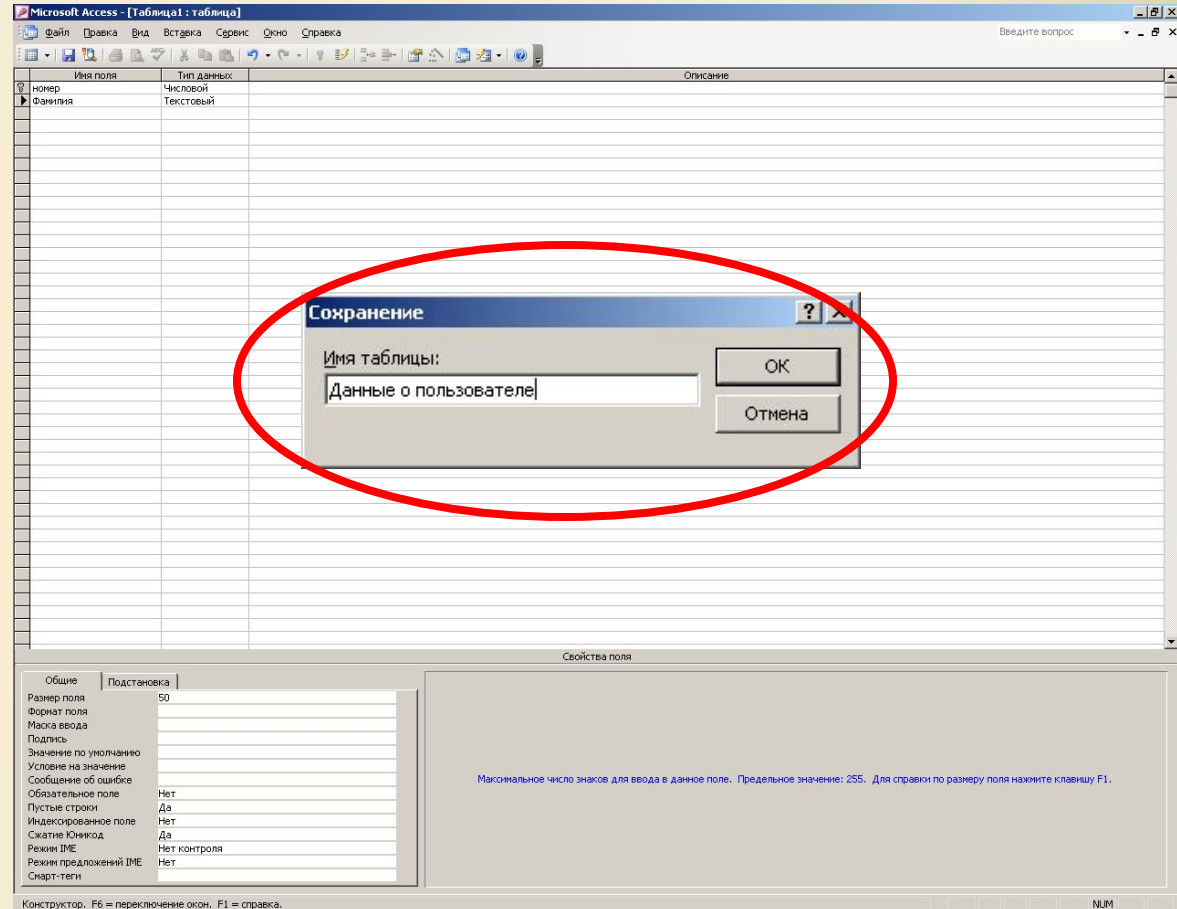 Microsoft Access - [Таблица1 : таблица]
Файл Правка Вид Вставка Сервис Окно Справка Введите вопрос
Имя поля Тип данных Описание
номер Числовой
Фамилия Текстовый
Сохранение
Имя таблицы:
ОК
Данные о пользователе
Отмена
Свойства поля
Общие Подстановка
Размер поля 50
Формат поля
Маска ввода
Подпись
Значение по умолчанию
Условие на значение
Сообщение об ошибке
Обязательное поле Нет
Пустые строки Да
Индексированное поле Нет
Сжатие Юникод Да
Режим IME Нет контроля
Режим предложений IME Нет
Смарт-теги
Максимальное число знаков для ввода в данное поле. Предельное значение: 255. Для справки по размеру поля нажмите клавишу F1.
Конструктор. F6 = переключение окон. F1 = справка. NUM